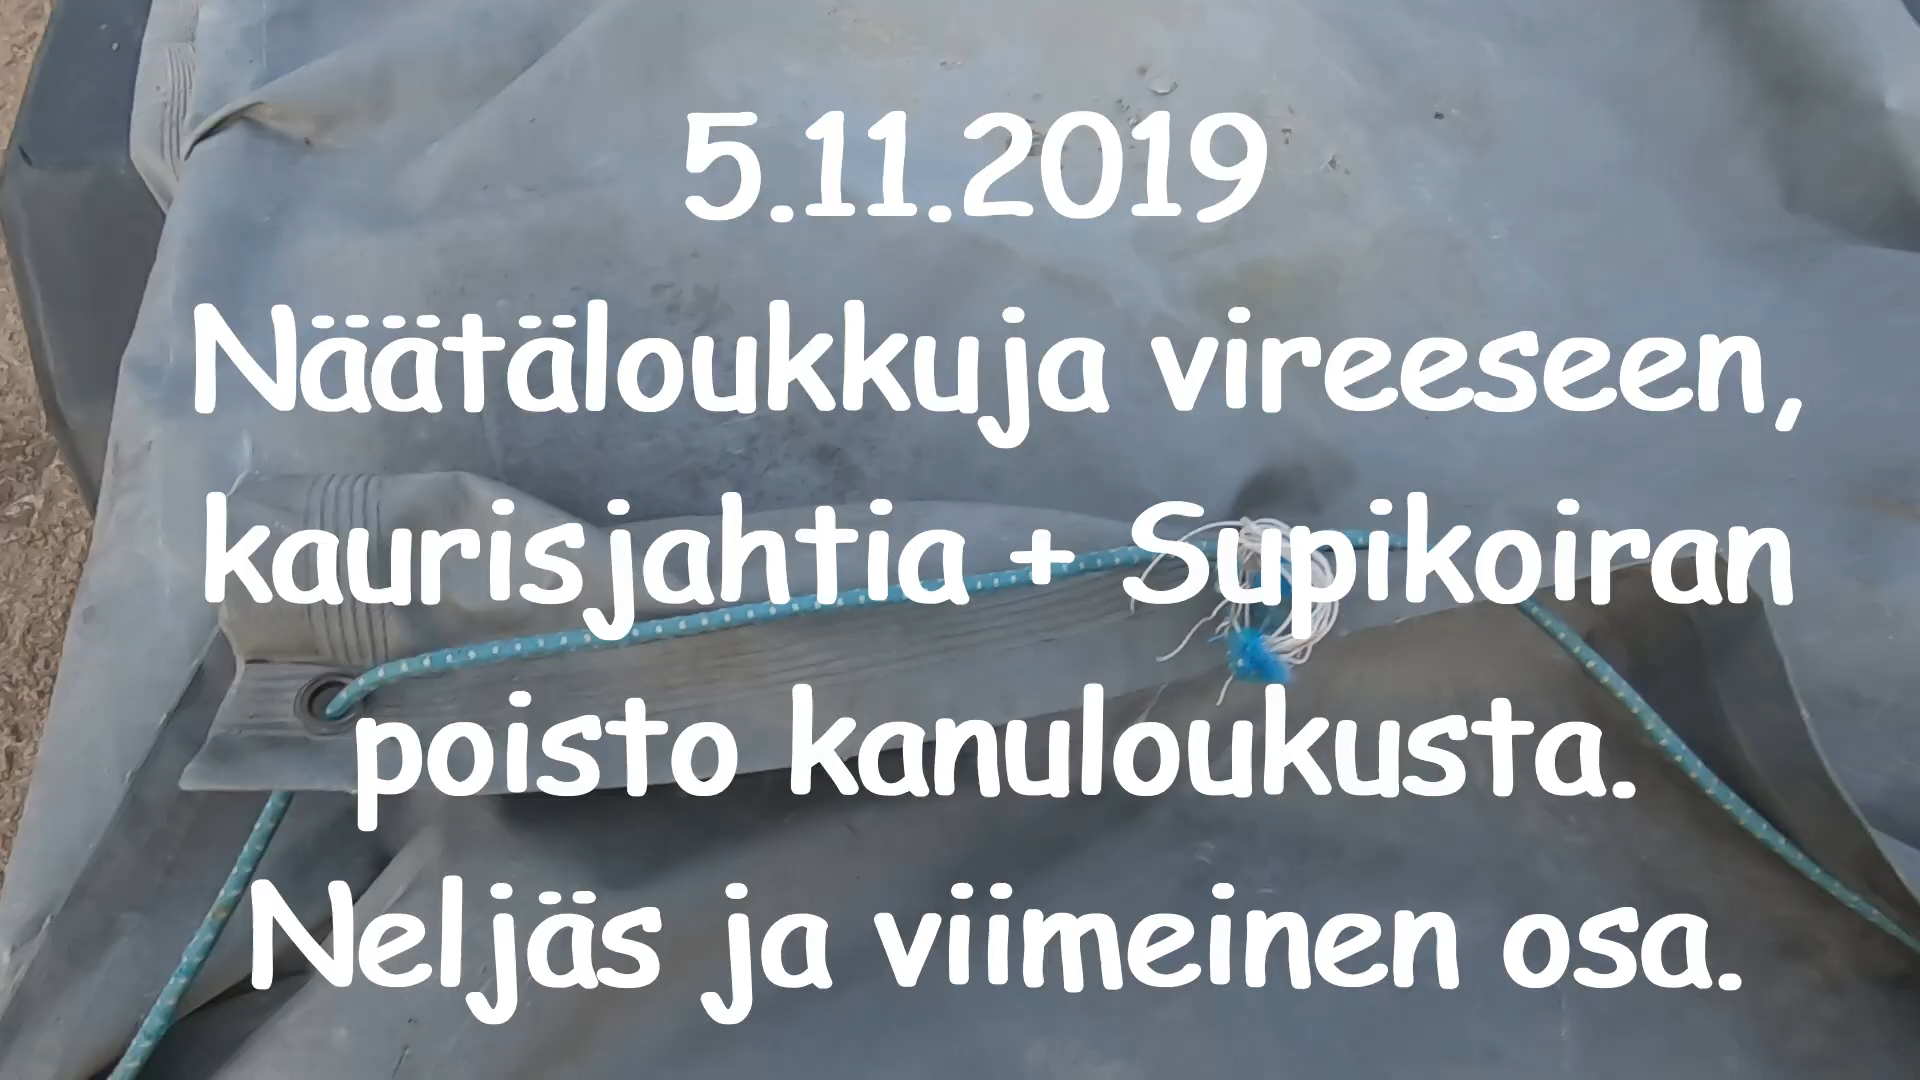 5.11.2019
Näätäloukkuja vireeseen,
kaurisjahtia + Supikoiran
poisto kanuloukusta.
Neljäs ja viimeinen osa.